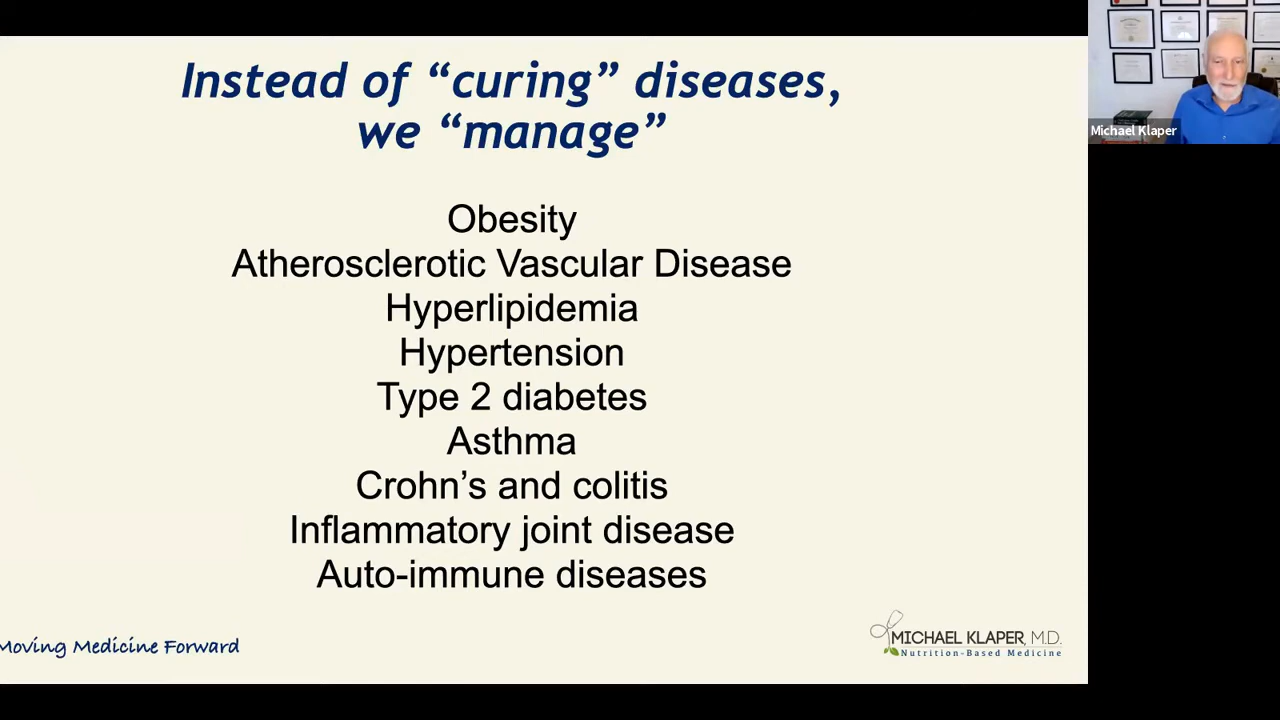 Instead of “curing” diseases,
we “manage”
Obesity
Atherosclerotic Vascular Disease
Hyperlipidemia
Hypertension
Type 2 diabetes
Asthma
Crohn’s and colitis
Inflammatory joint disease
Auto-immune diseases
Moving Medicine Forward
MICHAEL KLAPER, M.D.
Nutrition-Based Medicine
Michael Klaper